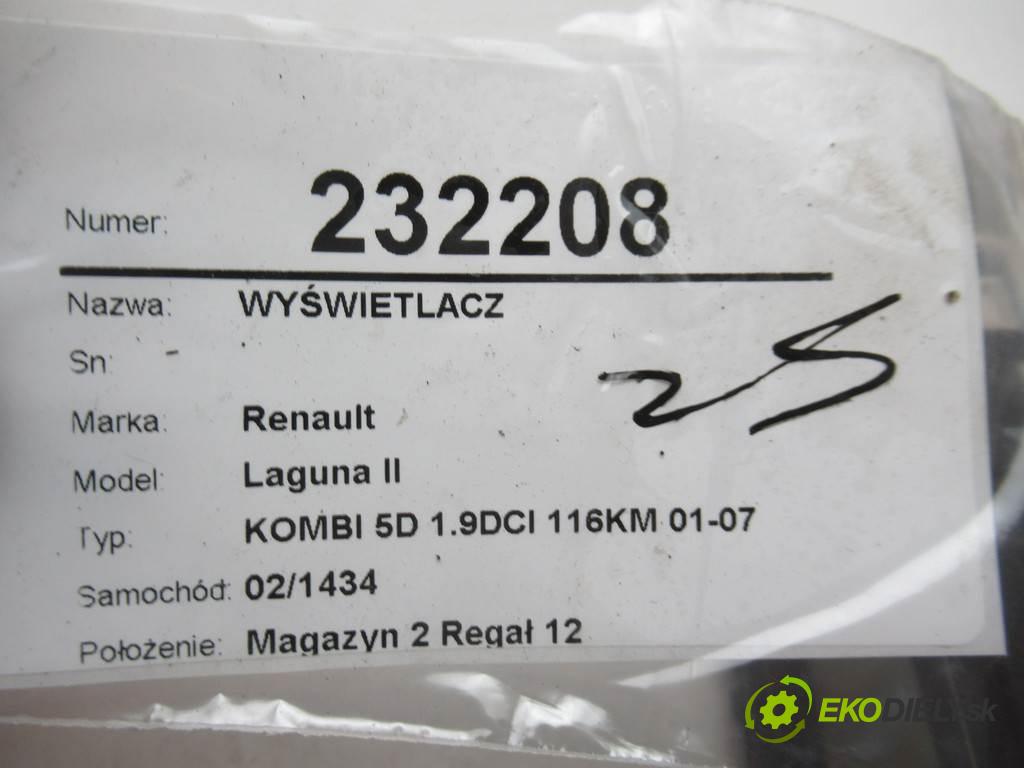 Numer: 232208
Nazwa: WYŚWIETLACZ
Sn: -
Marka: Renault
25
Model: Laguna II
Typ: KOMBI 5D 1.9DCI 116KM 01-07
Samochód: 02/1434
Położenie: Magazyn 2 Regał 12
EKODIELY.sk